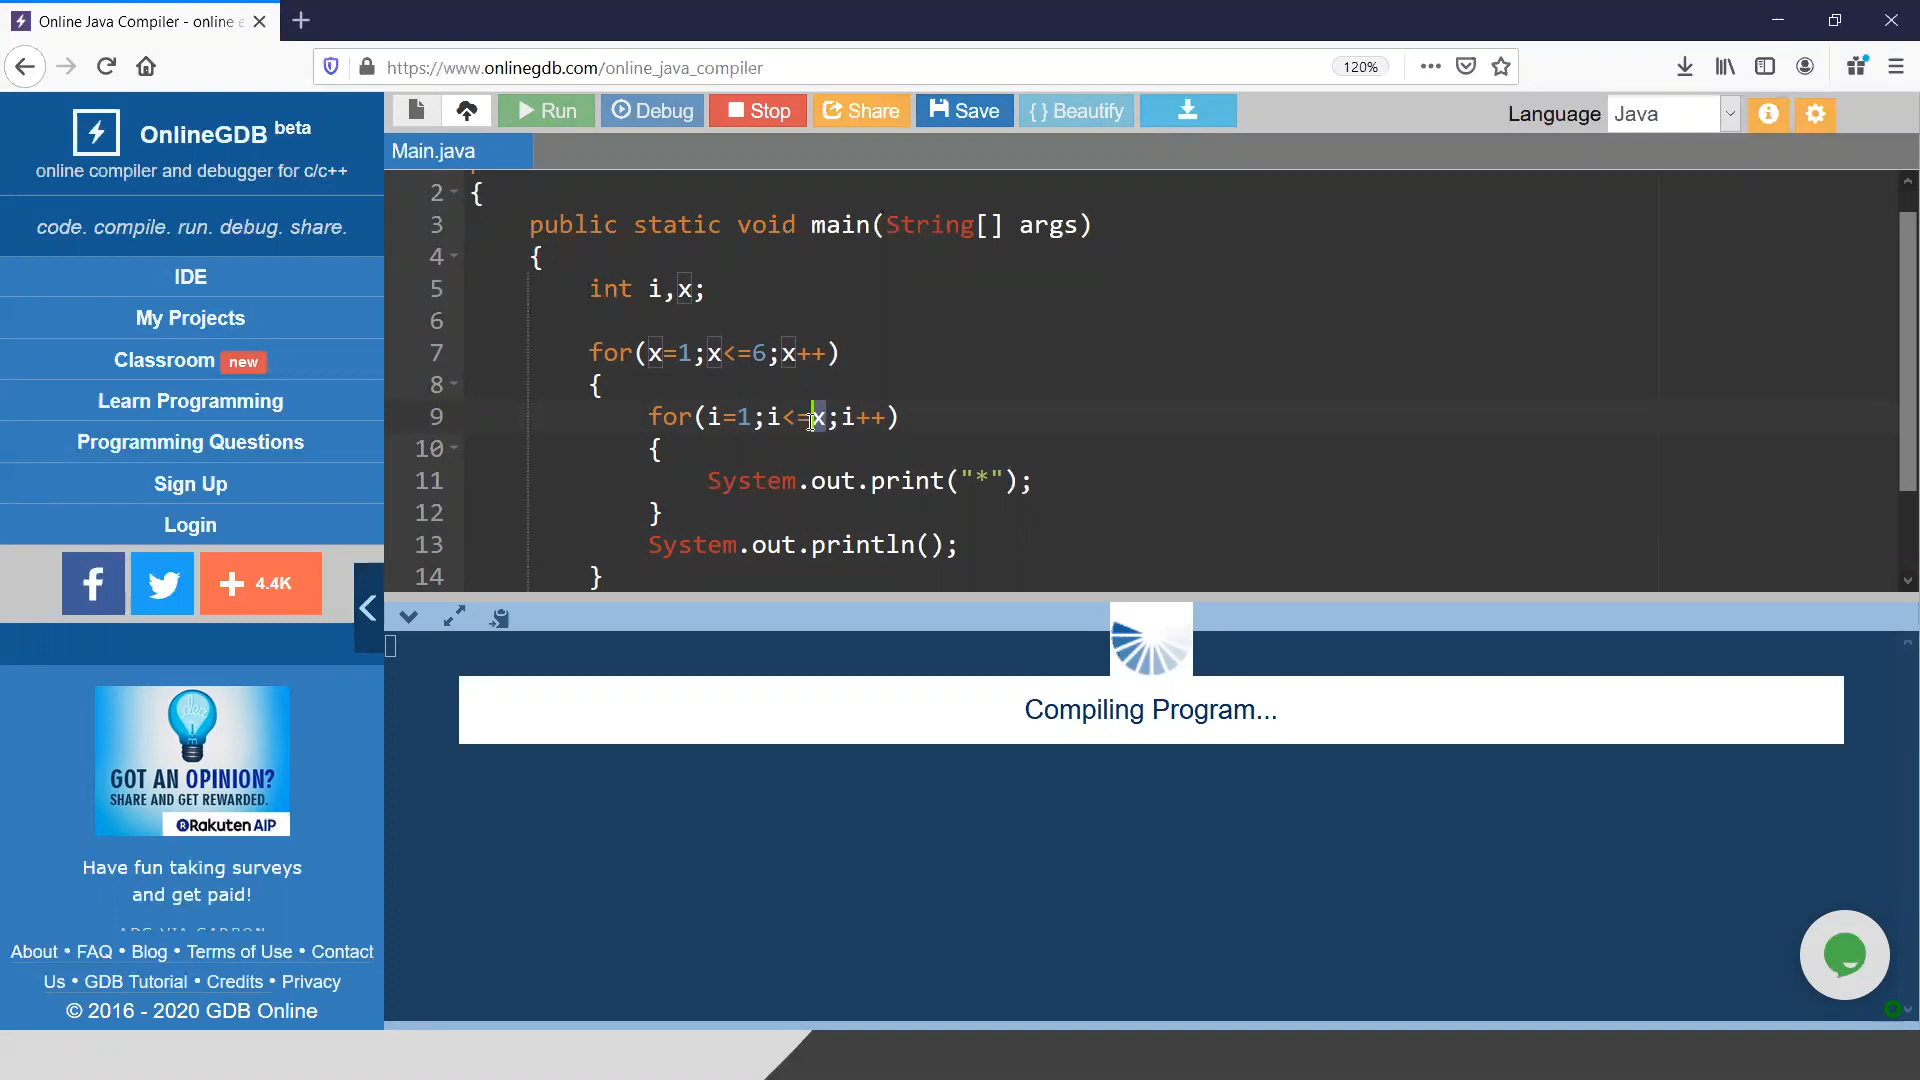 Online Java Compiler - online e
https://www.onlinegdb.com/online_java_compiler
120%
OnlineGDB beta
online compiler and debugger for c/c++
code. compile. run. debug. share.
IDE
My Projects
Classroom new
Learn Programming
Programming Questions
Sign Up
Login
4.4K
GOT AN OPINION?
SHARE AND GET REWARDED.
Rakuten AIP
Have fun taking surveys
and get paid!
ADS VIA CARBON
About • FAQ • Blog • Terms of Use • Contact
Us • GDB Tutorial • Credits • Privacy
© 2016 - 2020 GDB Online
Run Debug Stop Share Save { } Beautify Language Java
Main.java
2 {
3 public static void main(String[] args)
4 {
5 int i,x;
6
7 for(x=1;x<=6;x++)
8 {
9 for(i=1;i<=x;i++)
10 {
11 System.out.print("*");
12 }
13 System.out.println();
14 }
Compiling Program...